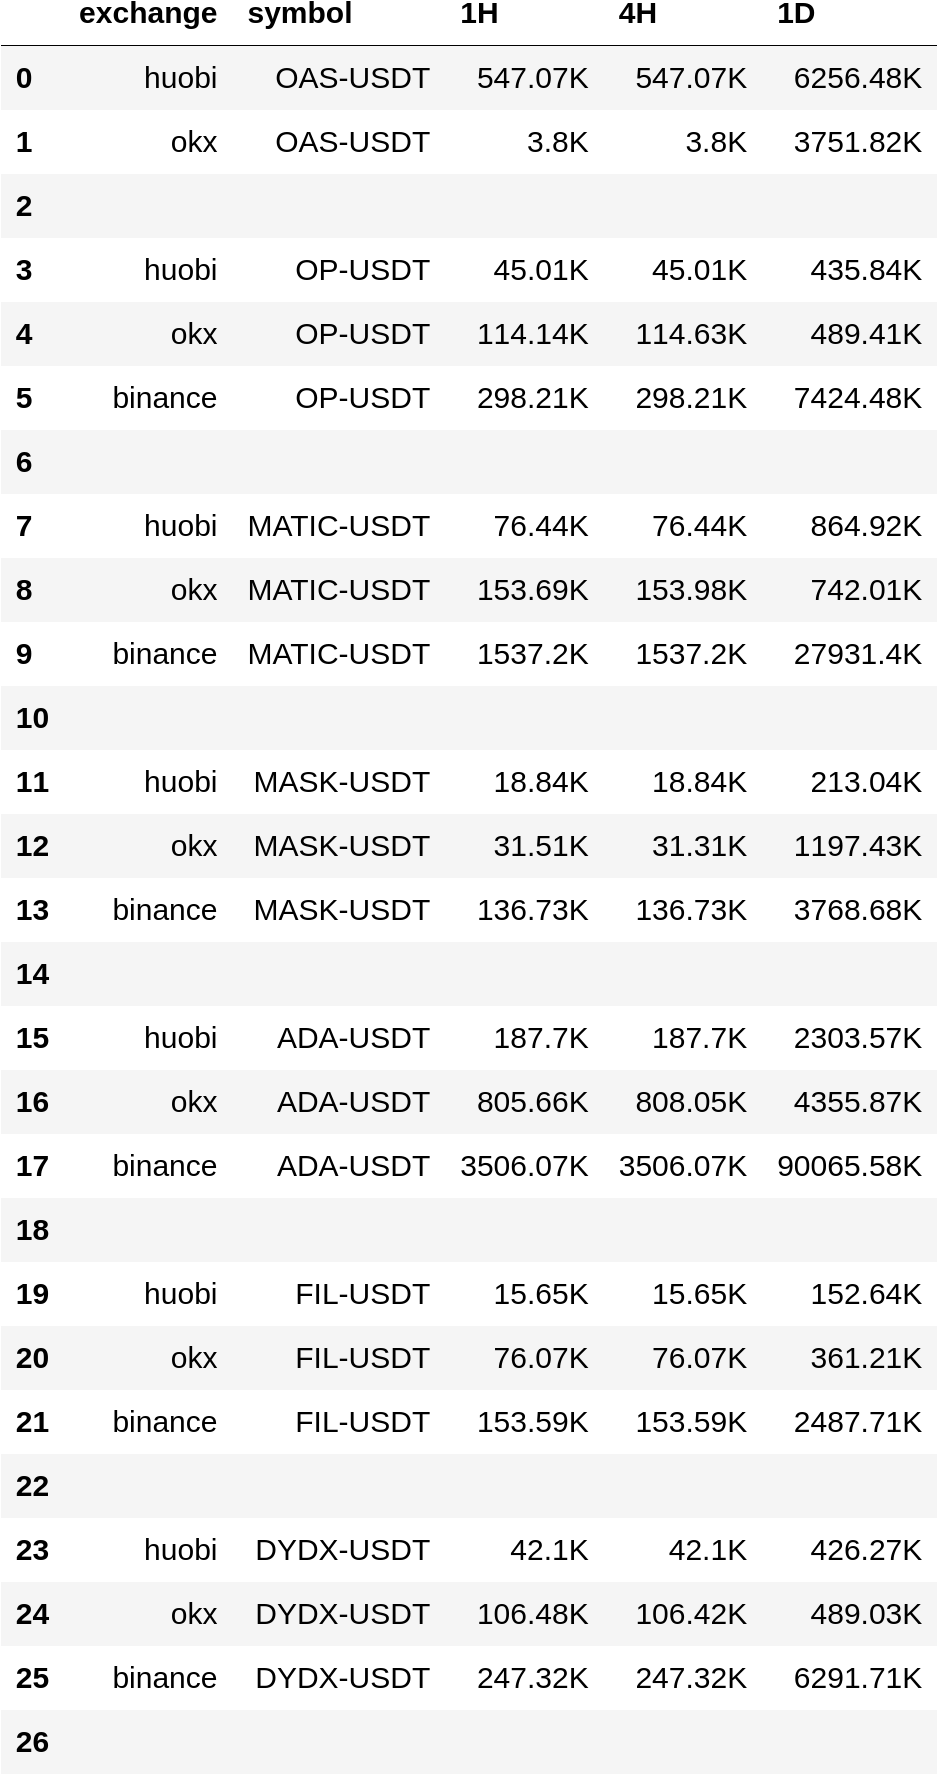 exchange symbol 1H 4H 1D
0 huobi OAS-USDT 547.07K 547.07K 6256.48K
1 okx OAS-USDT 3.8K 3.8K 3751.82K
2
3 huobi OP-USDT 45.01K 45.01K 435.84K
4 okx OP-USDT 114.14K 114.63K 489.41K
5 binance OP-USDT 298.21K 298.21K 7424.48K
6
7 huobi MATIC-USDT 76.44K 76.44K 864.92K
8 okx MATIC-USDT 153.69K 153.98K 742.01K
9 binance MATIC-USDT 1537.2K 1537.2K 27931.4K
10
11 huobi MASK-USDT 18.84K 18.84K 213.04K
12 okx MASK-USDT 31.51K 31.31K 1197.43K
13 binance MASK-USDT 136.73K 136.73K 3768.68K
14
15 huobi ADA-USDT 187.7K 187.7K 2303.57K
16 okx ADA-USDT 805.66K 808.05K 4355.87K
17 binance ADA-USDT 3506.07K 3506.07K 90065.58K
18
19 huobi FIL-USDT 15.65K 15.65K 152.64K
20 okx FIL-USDT 76.07K 76.07K 361.21K
21 binance FIL-USDT 153.59K 153.59K 2487.71K
22
23 huobi DYDX-USDT 42.1K 42.1K 426.27K
24 okx DYDX-USDT 106.48K 106.42K 489.03K
25 binance DYDX-USDT 247.32K 247.32K 6291.71K
26